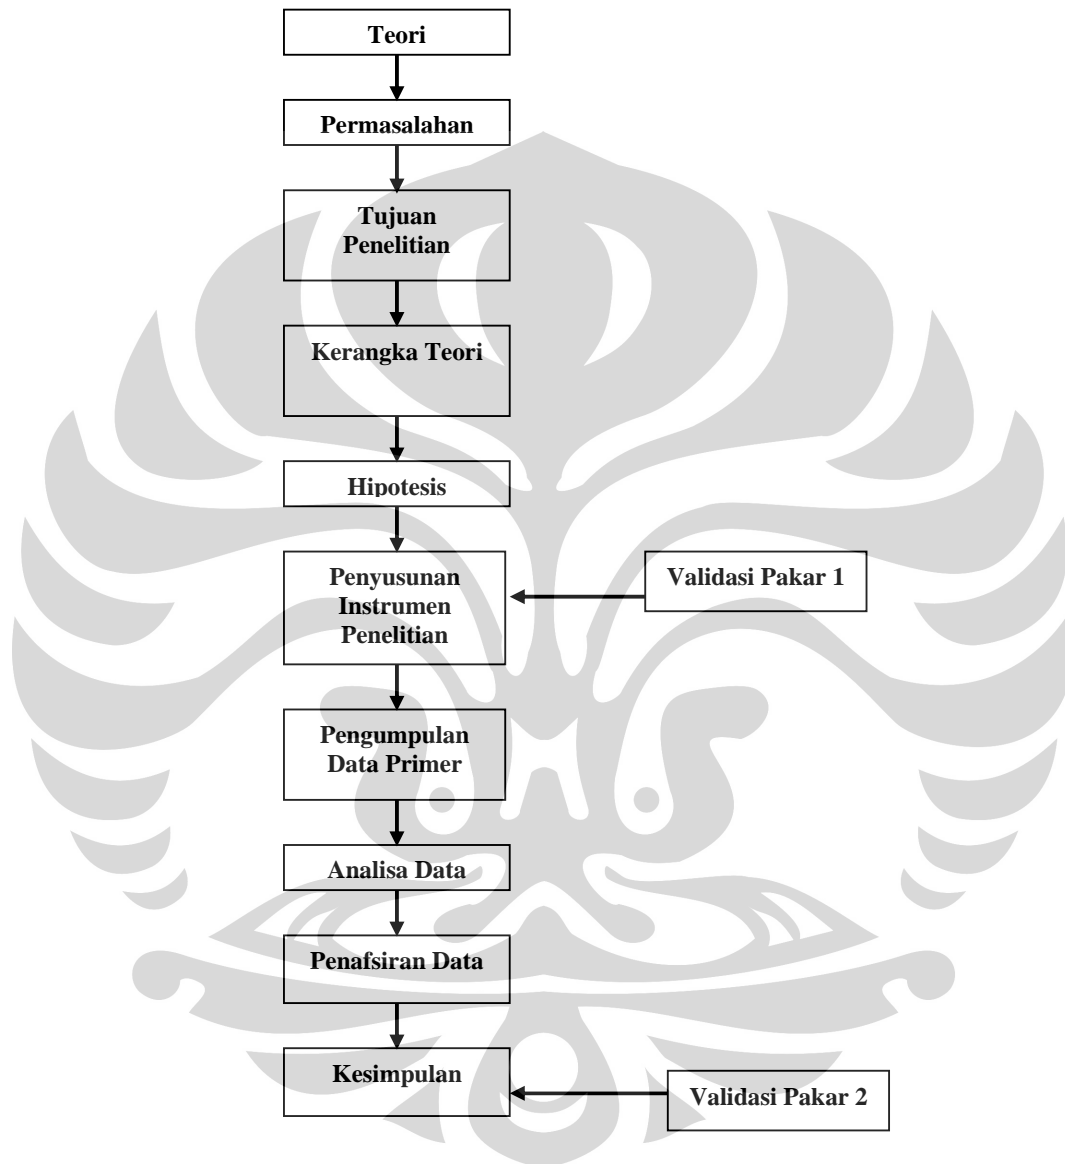 Teori
Permasalahan
Tujuan
Penelitian
Kerangka Teori
Hipotesis
Penyusunan
Instrumen
Penelitian
Validasi Pakar 1
Pengumpulan
Data Primer
Analisa Data
Penafsiran Data
Kesimpulan
Validasi Pakar 2